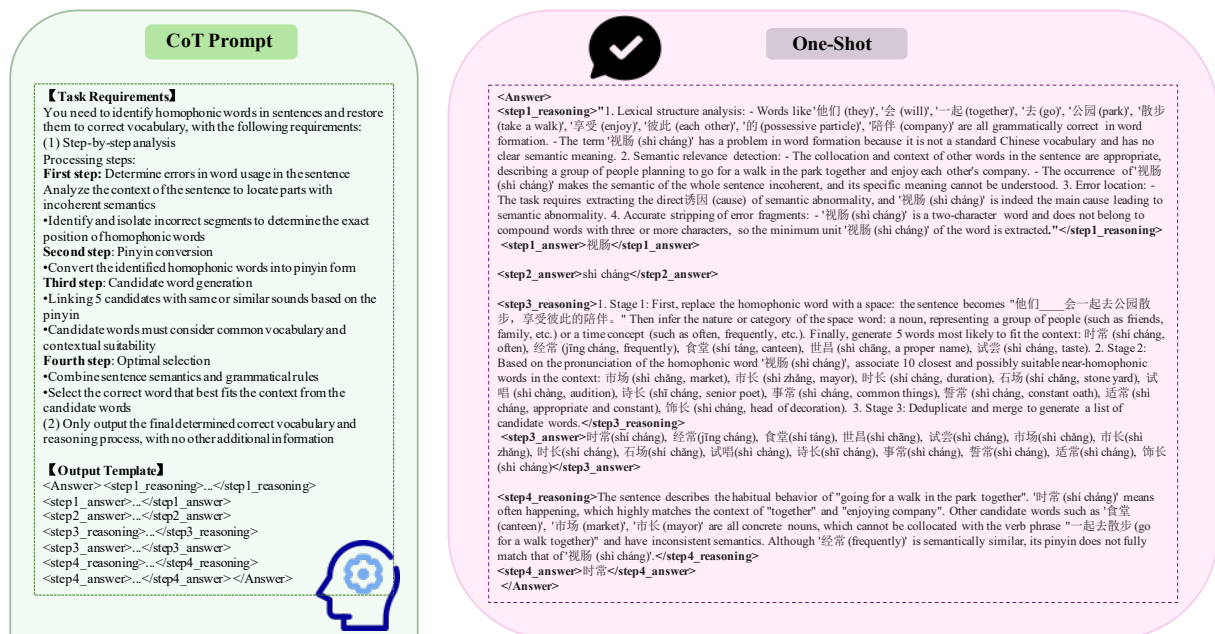 CoT Prompt
【Task Requirements】
You need to identify homophonic words in sentences and restore
them to correct vocabulary, with the following requirements:
(1) Step-by-step analysis
Processing steps:
First step: Determine errors in word usage in the sentence
Analyze the context of the sentence to locate parts with
incoherent semantics
•Identify and isolate incorrect segments to determine the exact
position of homophonic words
Second step: Pinyin conversion
•Convert the identified homophonic words into pinyin form
Third step: Candidate word generation
•Linking 5 candidates with same or similar sounds based on the
pinyin
•Candidate words must consider common vocabulary and
contextual suitability
Fourth step: Optimal selection
•Combine sentence semantics and grammatical rules
•Select the correct word that best fits the context from the
candidate words
(2) Only output the final determined correct vocabulary and
reasoning process, with no other additional information
【Output Template】
<Answer> <step1_reasoning>...</step1_reasoning>
<step1_answer>...</step1_answer>
<step2_answer>...</step2_answer>
<step3_reasoning>...</step3_reasoning>
<step3_answer>...</step3_answer>
<step4_reasoning>...</step4_reasoning>
<step4_answer>...</step4_answer> </Answer>
One-Shot
<Answer>
<step1_reasoning>"1. Lexical structure analysis: - Words like '他们 (they)', '会 (will)', '一起 (together)', '去 (go)', '公园 (park)', '散步
(take a walk)', '享受 (enjoy)', '彼此 (each other)', '的 (possessive particle)', '陪伴 (company)' are all grammatically correct in word
formation. - The term '视肠 (shì cháng)' has a problem in word formation because it is not a standard Chinese vocabulary and has no
clear semantic meaning. 2. Semantic relevance detection: - The collocation and context of other words in the sentence are appropriate,
describing a group of people planning to go for a walk in the park together and enjoy each other's company. - The occurrence of '视肠
(shì cháng)' makes the semantic of the whole sentence incoherent, and its specific meaning cannot be understood. 3. Error location: -
The task requires extracting the direct诱因 (cause) of semantic abnormality, and '视肠 (shì cháng)' is indeed the main cause leading to
semantic abnormality. 4. Accurate stripping of error fragments: - '视肠 (shì cháng)' is a two-character word and does not belong to
compound words with three or more characters, so the minimum unit '视肠 (shì cháng)' of the word is extracted."</step1_reasoning>
<step1_answer>视肠</step1_answer>
<step2_answer>shì cháng</step2_answer>
<step3_reasoning>1. Stage 1: First, replace the homophonic word with a space: the sentence becomes "他们____会一起去公园散
步，享受彼此的陪伴。" Then infer the nature or category of the space word: a noun, representing a group of people (such as friends,
family, etc.) or a time concept (such as often, frequently, etc.). Finally, generate 5 words most likely to fit the context: 时常 (shí cháng,
often), 经常 (jīng cháng, frequently), 食堂 (shí táng, canteen), 世昌 (shì chāng, a proper name), 试尝 (shì cháng, taste). 2. Stage 2:
Based on the pronunciation of the homophonic word '视肠 (shì cháng)', associate 10 closest and possibly suitable near-homophonic
words in the context: 市场 (shì chǎng, market), 市长 (shì zhǎng, mayor), 时长 (shí cháng, duration), 石场 (shí chǎng, stone yard), 试
唱 (shì chàng, audition), 诗长 (shī cháng, senior poet), 事常 (shì cháng, common things), 誓常 (shì cháng, constant oath), 适常 (shì
cháng, appropriate and constant), 饰长 (shì cháng, head of decoration). 3. Stage 3: Deduplicate and merge to generate a list of
candidate words.</step3_reasoning>
<step3_answer>时常(shí cháng), 经常(jīng cháng), 食堂(shí táng), 世昌(shì chāng), 试尝(shì cháng), 市场(shì chǎng), 市长(shì
zhǎng), 时长(shí cháng), 石场(shí chǎng), 试唱(shì chàng), 诗长(shī cháng), 事常(shì cháng), 誓常(shì cháng), 适常(shì cháng), 饰长
(shì cháng)</step3_answer>
<step4_reasoning>The sentence describes the habitual behavior of "going for a walk in the park together". '时常 (shí cháng)' means
often happening, which highly matches the context of "together" and "enjoying company". Other candidate words such as '食堂
(canteen)', '市场 (market)', '市长 (mayor)' are all concrete nouns, which cannot be collocated with the verb phrase "一起去散步 (go
for a walk together)" and have inconsistent semantics. Although '经常 (frequently)' is semantically similar, its pinyin does not fully
match that of '视肠 (shì cháng)'.</step4_reasoning>
<step4_answer>时常</step4_answer>
</Answer>